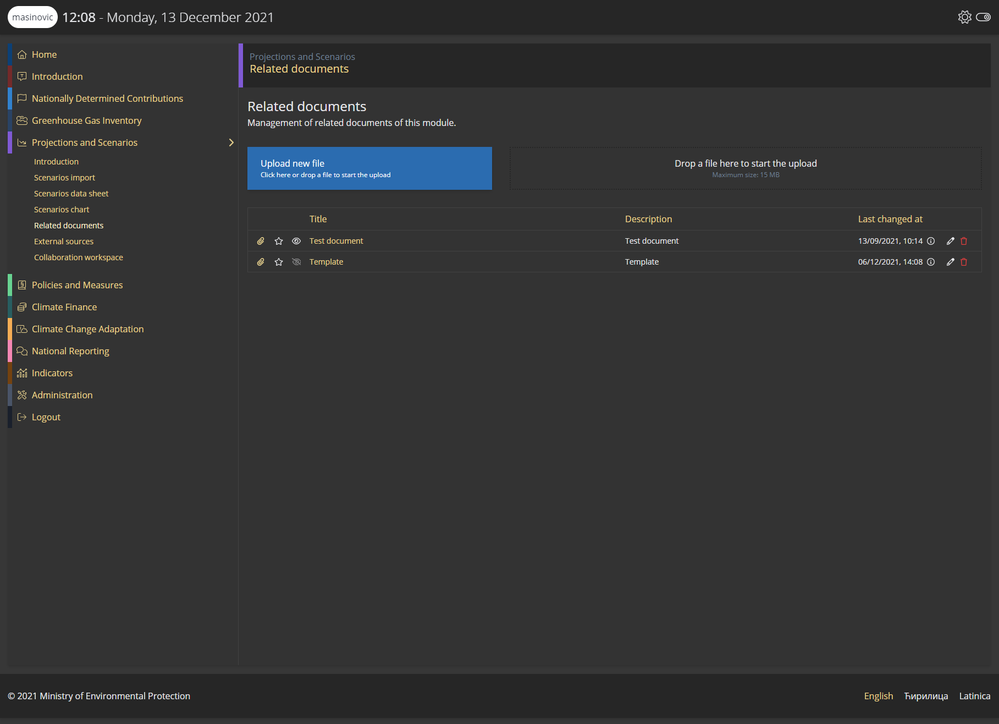 masinovic 12:08 - Monday, 13 December 2021
Home
Introduction
Nationally Determined Contributions
Greenhouse Gas Inventory
Projections and Scenarios
Introduction
Scenarios import
Scenarios data sheet
Scenarios chart
Related documents
External sources
Collaboration workspace
Policies and Measures
Climate Finance
Climate Change Adaptation
National Reporting
Indicators
Administration
Logout
Projections and Scenarios
Related documents
Related documents
Management of related documents of this module.
Upload new file
Click here or drop a file to start the upload
Drop a file here to start the upload
Maximum size: 15 MB
Title Description Last changed at
Test document Test document 13/09/2021, 10:14
Template Template 06/12/2021, 14:08
© 2021 Ministry of Environmental Protection
English Ћирилица Latinica